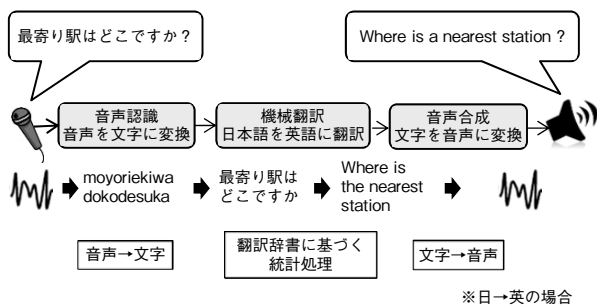 最寄り駅はどこですか？
Where is a nearest station ?
音声認識
音声を文字に変換
機械翻訳
日本語を英語に翻訳
音声合成
文字を音声に変換
moyoriekiwa
dokodesuka
最寄り駅は
どこですか
Where is
the nearest
station
音声→文字
翻訳辞書に基づく
統計処理
文字→音声
※日→英の場合